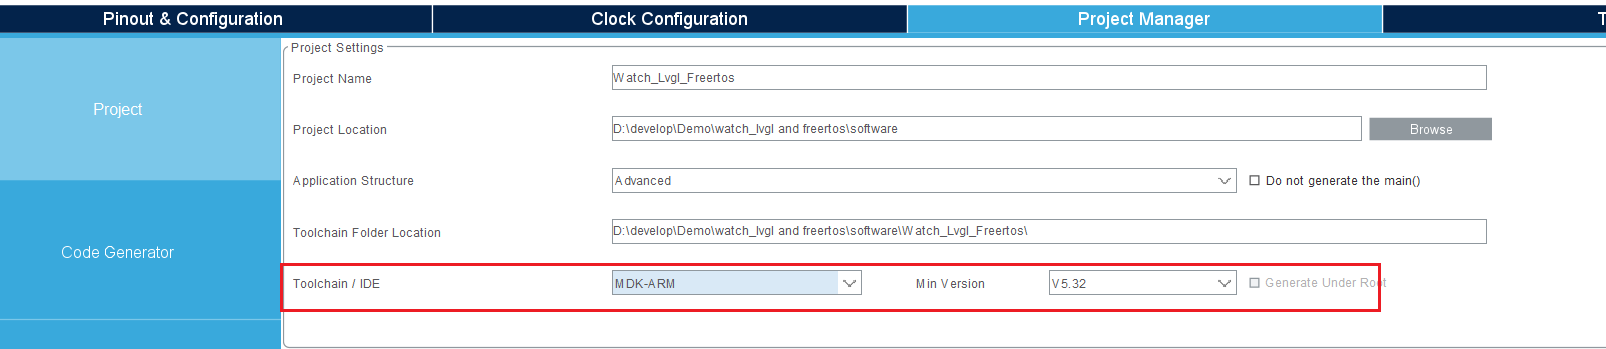 Pinout & Configuration Clock Configuration Project Manager T
Project Settings
Project Name Watch_Lvgl_Freertos
Project
Project Location D:\develop\Demo\watch_lvgl and freertos\software Browse
Application Structure Advanced Do not generate the main()
Toolchain Folder Location D:\develop\Demo\watch_lvgl and freertos\software\Watch_Lvgl_Freertos\
Code Generator
Toolchain / IDE MDK-ARM Min Version V5.32 Generate Under Root